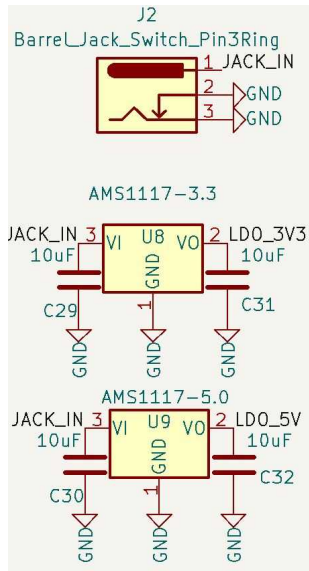 J2
Barrel_Jack_Switch_Pin3Ring
1 JACK_IN
2 GND
3 GND
AMS1117-3.3
JACK_IN 3 VI U8 VO 2 LDO_3V3
10uF GND 10uF
C29 1 C31
GND GND GND
AMS1117-5.0
JACK_IN 3 VI U9 VO 2 LDO_5V
10uF GND 10uF
C30 1 C32
GND GND GND